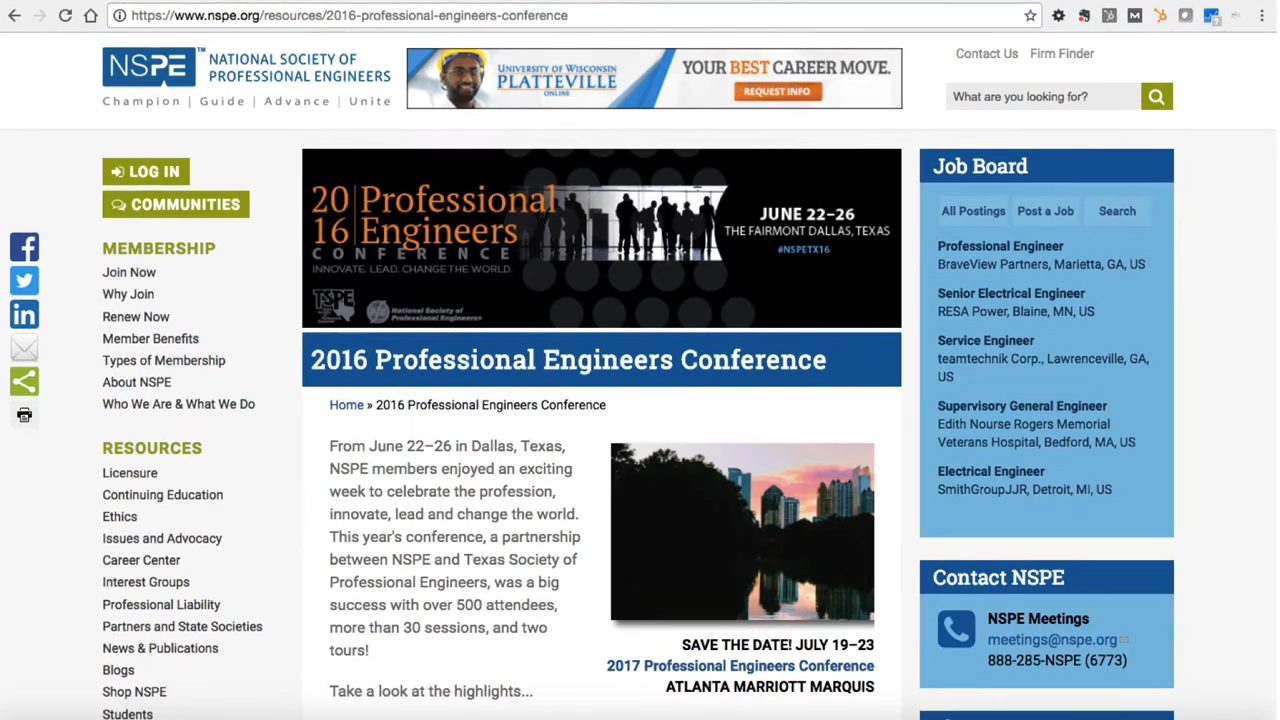 https://www.nspe.org/resources/2016-professional-engineers-conference
NSPE™ NATIONAL SOCIETY OF
PROFESSIONAL ENGINEERS
Champion | Guide | Advance | Unite
UNIVERSITY OF WISCONSIN
PLATTEVILLE
ONLINE
YOUR BEST CAREER MOVE.
REQUEST INFO
Contact Us Firm Finder
What are you looking for?
LOG IN
COMMUNITIES
MEMBERSHIP
Join Now
Why Join
Renew Now
Member Benefits
Types of Membership
About NSPE
Who We Are & What We Do
RESOURCES
Licensure
Continuing Education
Ethics
Issues and Advocacy
Career Center
Interest Groups
Professional Liability
Partners and State Societies
News & Publications
Blogs
Shop NSPE
Students
20 Professional
16 Engineers
CONFERENCE
INNOVATE. LEAD. CHANGE THE WORLD.
TSPE
National Society of
Professional Engineers
JUNE 22–26
THE FAIRMONT DALLAS, TEXAS
#NSPETX16
2016 Professional Engineers Conference
Home » 2016 Professional Engineers Conference
From June 22–26 in Dallas, Texas,
NSPE members enjoyed an exciting
week to celebrate the profession,
innovate, lead and change the world.
This year's conference, a partnership
between NSPE and Texas Society of
Professional Engineers, was a big
success with over 500 attendees,
more than 30 sessions, and two
tours!
Take a look at the highlights...
SAVE THE DATE! JULY 19–23
2017 Professional Engineers Conference
ATLANTA MARRIOTT MARQUIS
Job Board
All Postings Post a Job Search
Professional Engineer
BraveView Partners, Marietta, GA, US
Senior Electrical Engineer
RESA Power, Blaine, MN, US
Service Engineer
teamtechnik Corp., Lawrenceville, GA,
US
Supervisory General Engineer
Edith Nourse Rogers Memorial
Veterans Hospital, Bedford, MA, US
Electrical Engineer
SmithGroupJJR, Detroit, MI, US
Contact NSPE
NSPE Meetings
meetings@nspe.org
888-285-NSPE (6773)